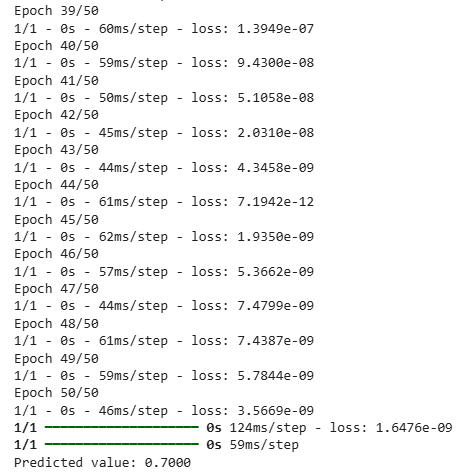 Epoch 39/50
1/1 - 0s - 60ms/step - loss: 1.3949e-07
Epoch 40/50
1/1 - 0s - 59ms/step - loss: 9.4300e-08
Epoch 41/50
1/1 - 0s - 50ms/step - loss: 5.1058e-08
Epoch 42/50
1/1 - 0s - 45ms/step - loss: 2.0310e-08
Epoch 43/50
1/1 - 0s - 44ms/step - loss: 4.3458e-09
Epoch 44/50
1/1 - 0s - 61ms/step - loss: 7.1942e-12
Epoch 45/50
1/1 - 0s - 62ms/step - loss: 1.9350e-09
Epoch 46/50
1/1 - 0s - 57ms/step - loss: 5.3662e-09
Epoch 47/50
1/1 - 0s - 44ms/step - loss: 7.4799e-09
Epoch 48/50
1/1 - 0s - 61ms/step - loss: 7.4387e-09
Epoch 49/50
1/1 - 0s - 59ms/step - loss: 5.7844e-09
Epoch 50/50
1/1 - 0s - 46ms/step - loss: 3.5669e-09
1/1 ━━━━━━━━━━━━━━━━━━━━ 0s 124ms/step - loss: 1.6476e-09
1/1 ━━━━━━━━━━━━━━━━━━━━ 0s 59ms/step
Predicted value: 0.7000